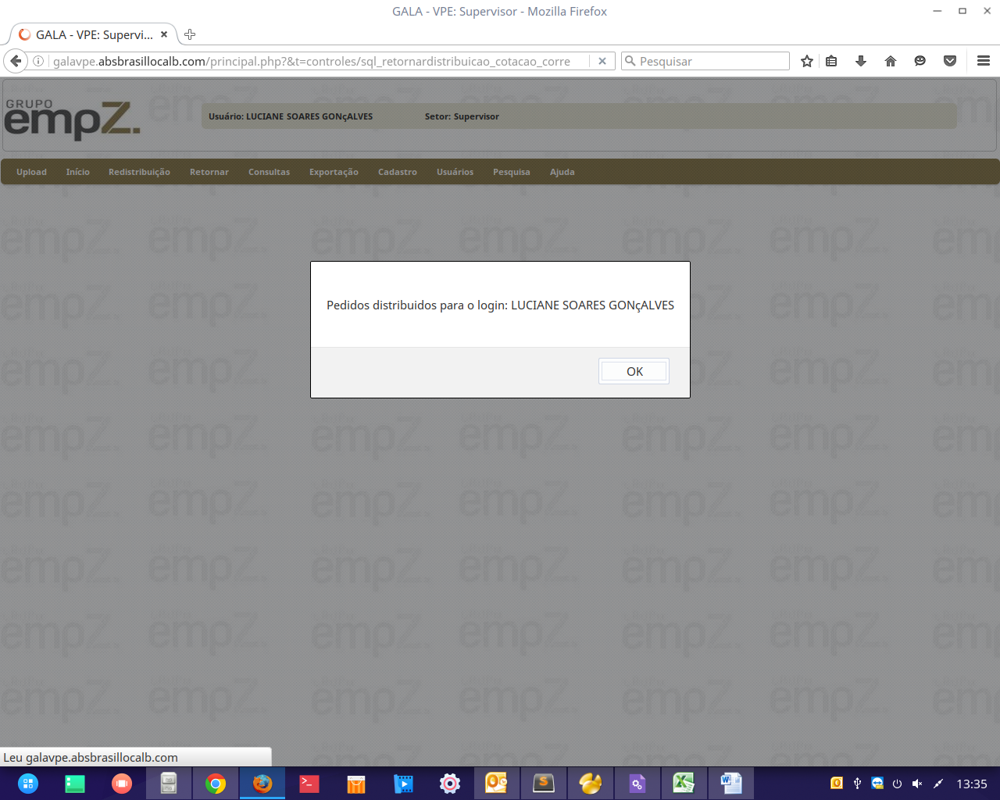 GALA - VPE: Supervisor - Mozilla Firefox
GALA - VPE: Supervi...
galavpe.absbrasillocalb.com/principal.php?&t=controles/sql_retornardistribuicao_cotacao_corre
Pesquisar
GRUPO
empZ.
Usuário: LUCIANE SOARES GONçALVES
Setor: Supervisor
Upload Início Redistribuição Retornar Consultas Exportação Cadastro Usuários Pesquisa Ajuda
Pedidos distribuidos para o login: LUCIANE SOARES GONçALVES
OK
Leu galavpe.absbrasillocalb.com
13:35